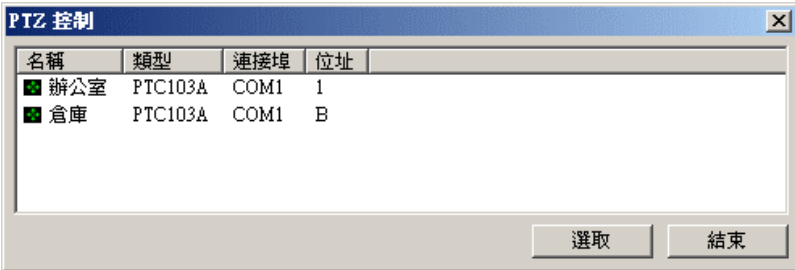 PTZ 控制
名稱 類型 連接埠 位址
辦公室 PTC103A COM1 1
倉庫 PTC103A COM1 B
選取 結束